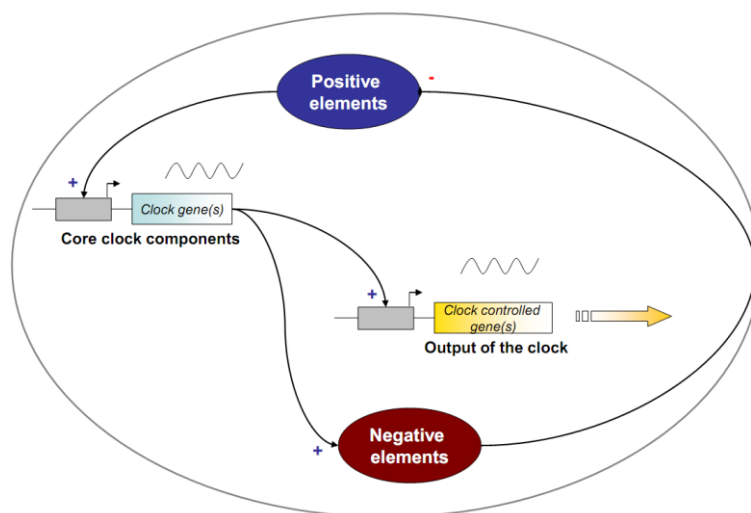 Positive
elements
-
+
Clock gene(s)
Core clock components
+
Clock controlled
gene(s)
Output of the clock
Negative
elements
+